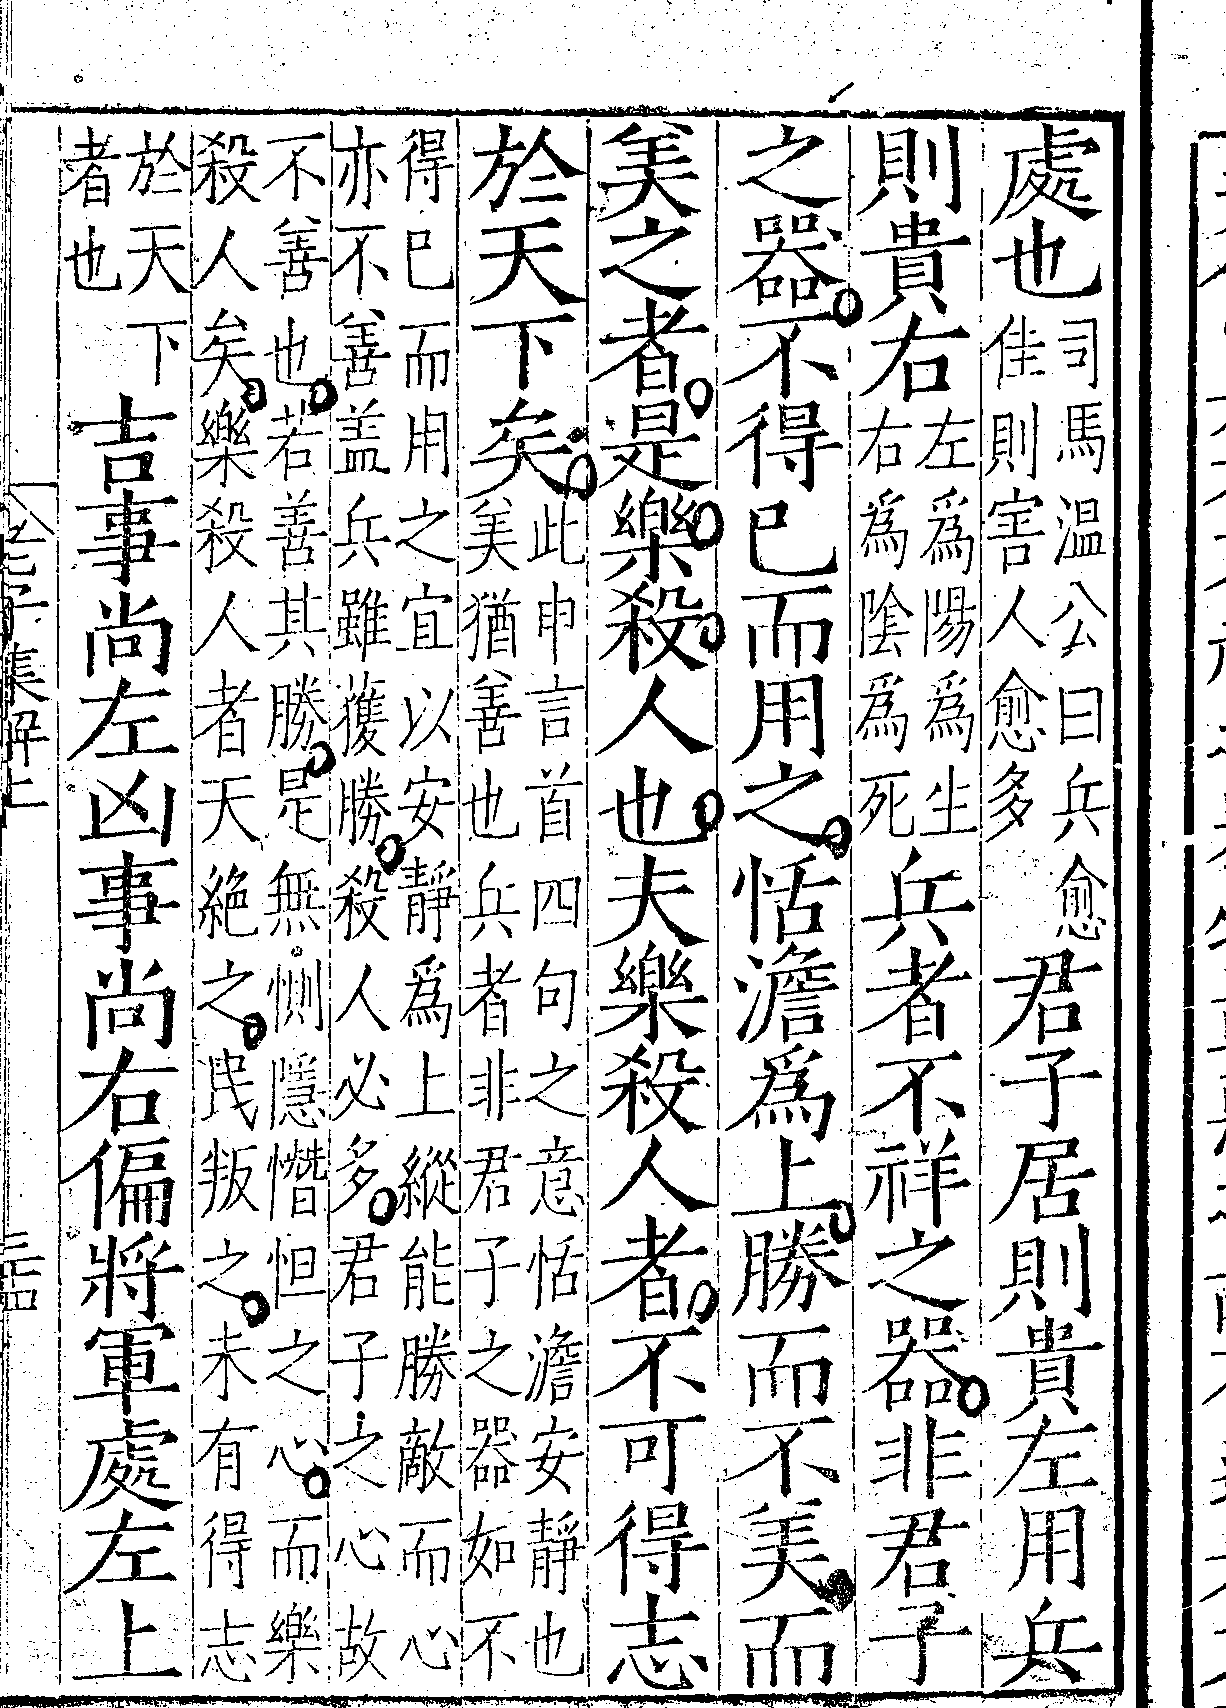 處也司馬温公曰兵愈佳則害人愈多君子居則貴左用兵
則貴右左爲陽爲生右爲陰爲死兵者不祥之器非君子
之器不得已而用之恬澹爲上勝而不美而
美之者是樂殺人也夫樂殺人者不可得志
於天下矣此申言首四句之意恬澹安靜也美猶善也兵者非君子之器如不
得已而用之宜以安靜爲上縱能勝敵而心
亦不善盖兵雖獲勝殺人必多君子之心故
不善也若善其勝是無惻隱憯怛之心而樂
殺人矣樂殺人者天絶之民叛之未有得志
於天下者也吉事尚左凶事尚右偏將軍處左上
老子集解上